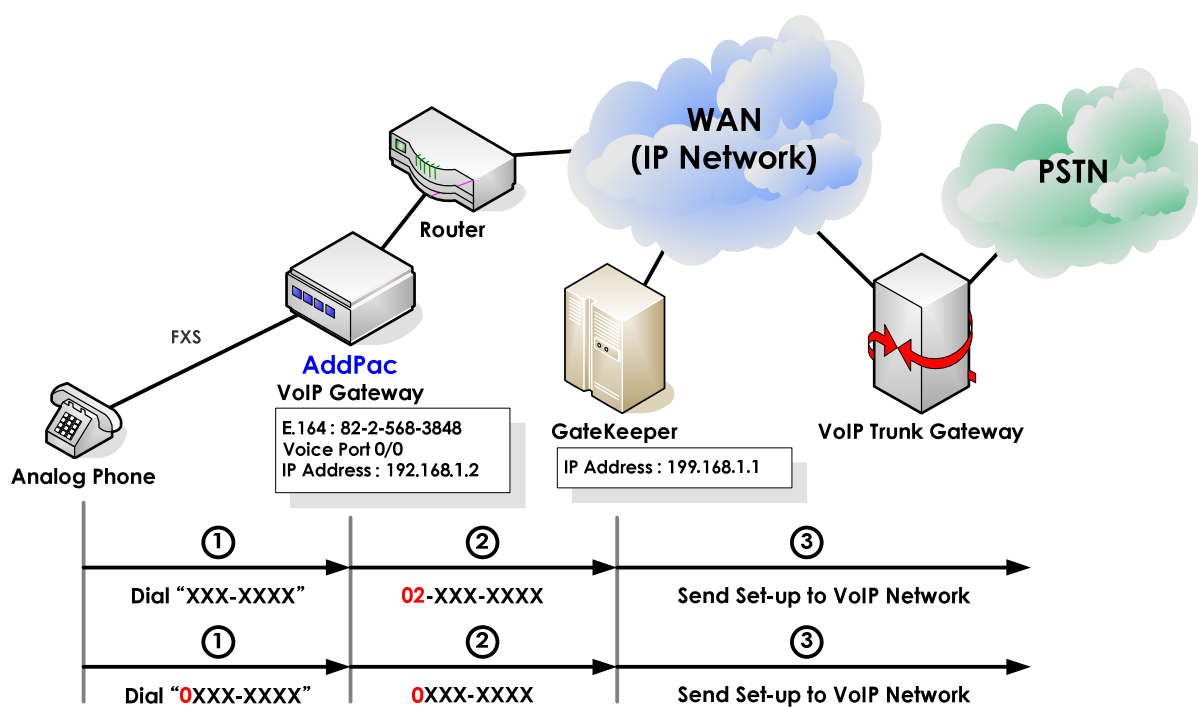 WAN
(IP Network)
PSTN
Router
FXS
AddPac
VoIP Gateway
E.164 : 82-2-568-3848
Voice Port 0/0
IP Address : 192.168.1.2
GateKeeper
IP Address : 199.168.1.1
VoIP Trunk Gateway
Analog Phone
1
2
3
Dial “XXX-XXXX”
02-XXX-XXXX
Send Set-up to VoIP Network
1
2
3
Dial “0XXX-XXXX”
0XXX-XXXX
Send Set-up to VoIP Network